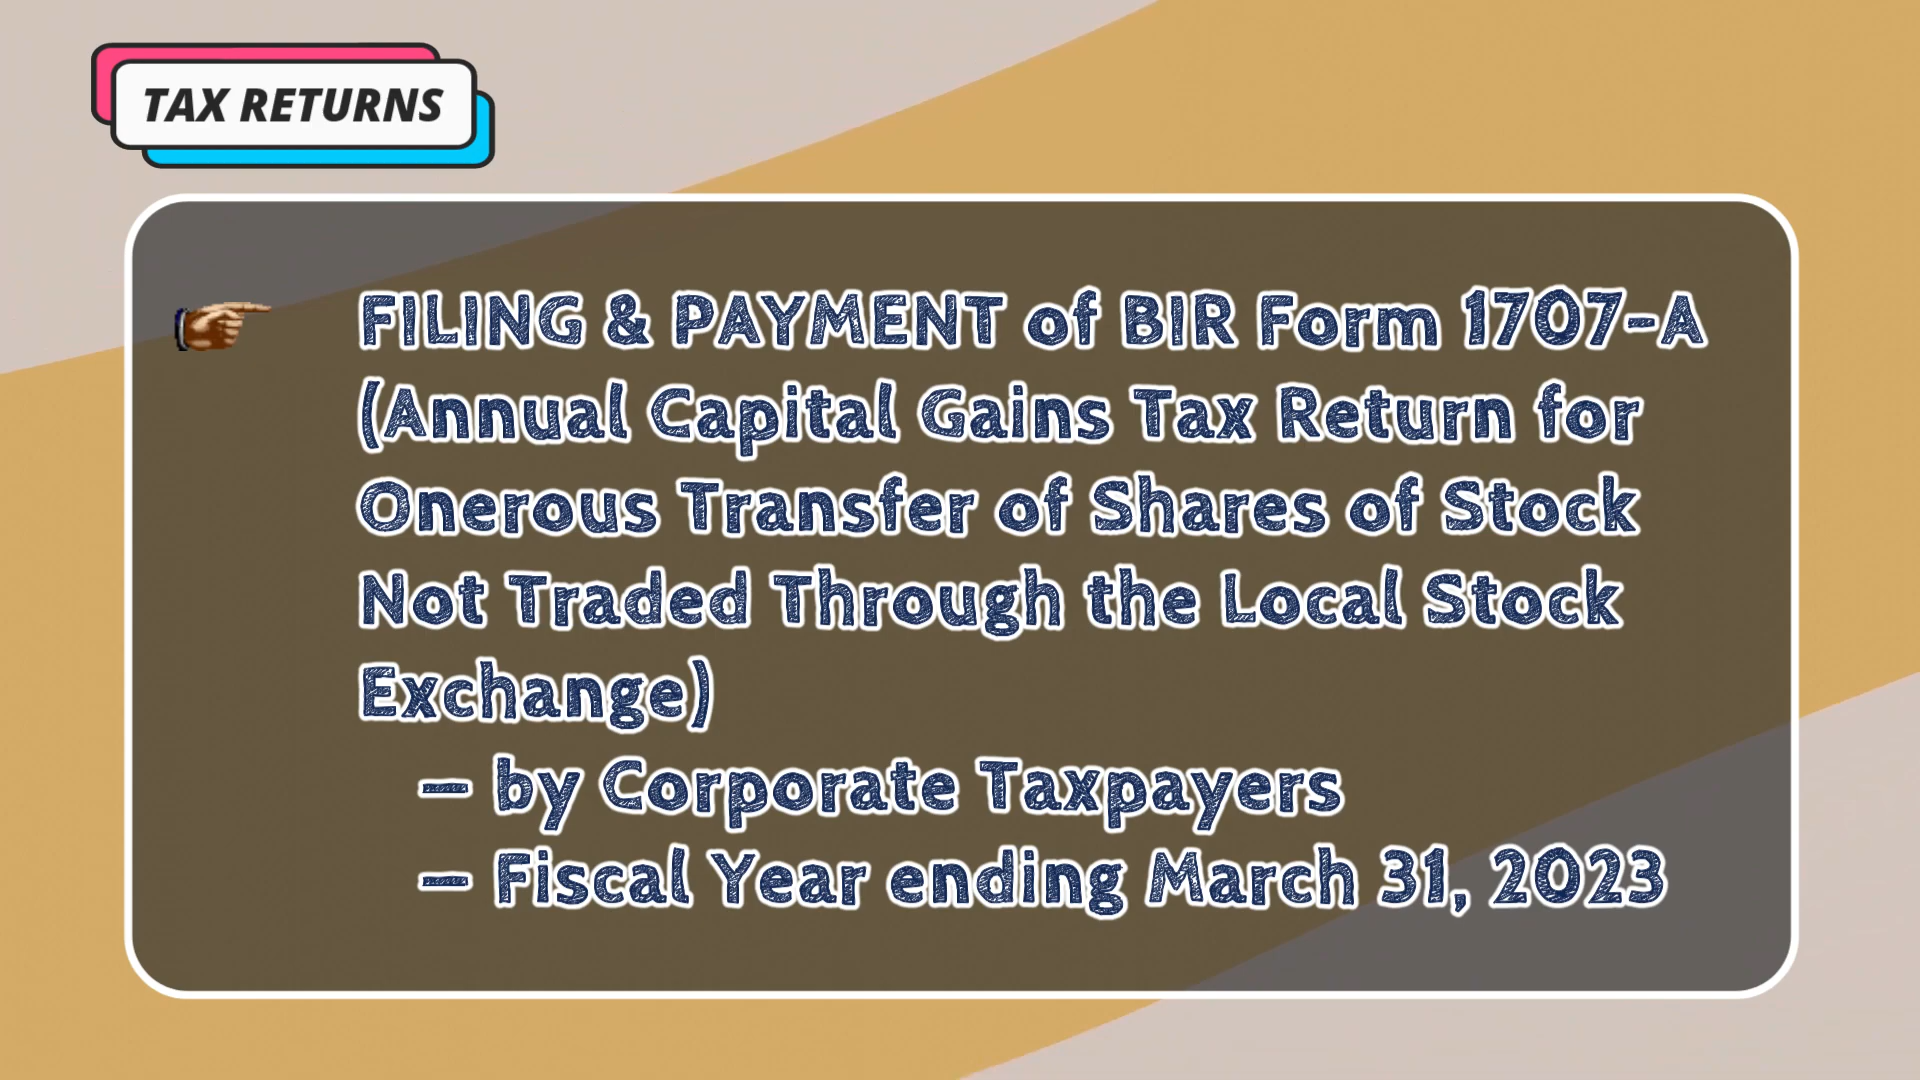 TAX RETURNS
FILING & PAYMENT of BIR Form 1707-A
(Annual Capital Gains Tax Return for
Onerous Transfer of Shares of Stock
Not Traded Through the Local Stock
Exchange)
– by Corporate Taxpayers
– Fiscal Year ending March 31, 2023